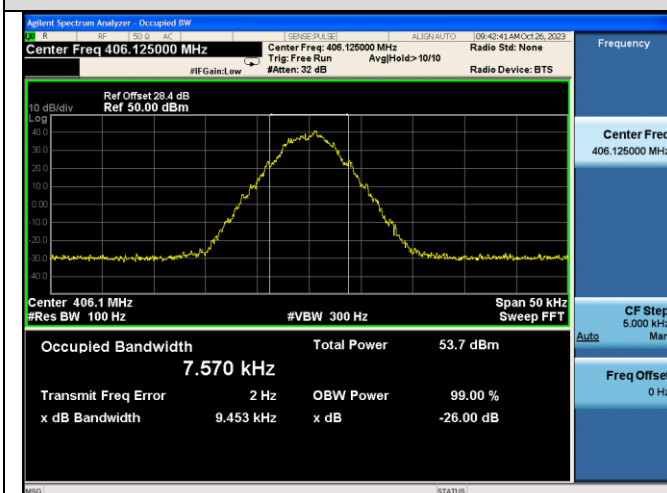 Agilent Spectrum Analyzer - Occupied BW
R RF 50 Ω AC SENSE:PULSE ALIGN AUTO 09:42:41 AM Oct 26, 2023
Center Freq 406.125000 MHz
Center Freq: 406.125000 MHz
Radio Std: None
Trig: Free Run Avg|Hold:>10/10
#IFGain:Low #Atten: 32 dB Radio Device: BTS
Ref Offset 28.4 dB
10 dB/div Ref 50.00 dBm
Log
40.0
30.0
20.0
10.0
0.00
-10.0
-20.0
-30.0
-40.0
Center 406.1 MHz Span 50 kHz
#Res BW 100 Hz #VBW 300 Hz Sweep FFT
Occupied Bandwidth Total Power 53.7 dBm
7.570 kHz
Transmit Freq Error 2 Hz OBW Power 99.00 %
x dB Bandwidth 9.453 kHz x dB -26.00 dB
MSG STATUS
Frequency
Center Freq
406.125000 MHz
CF Step
5.000 kHz
Auto Man
Freq Offset
0 Hz